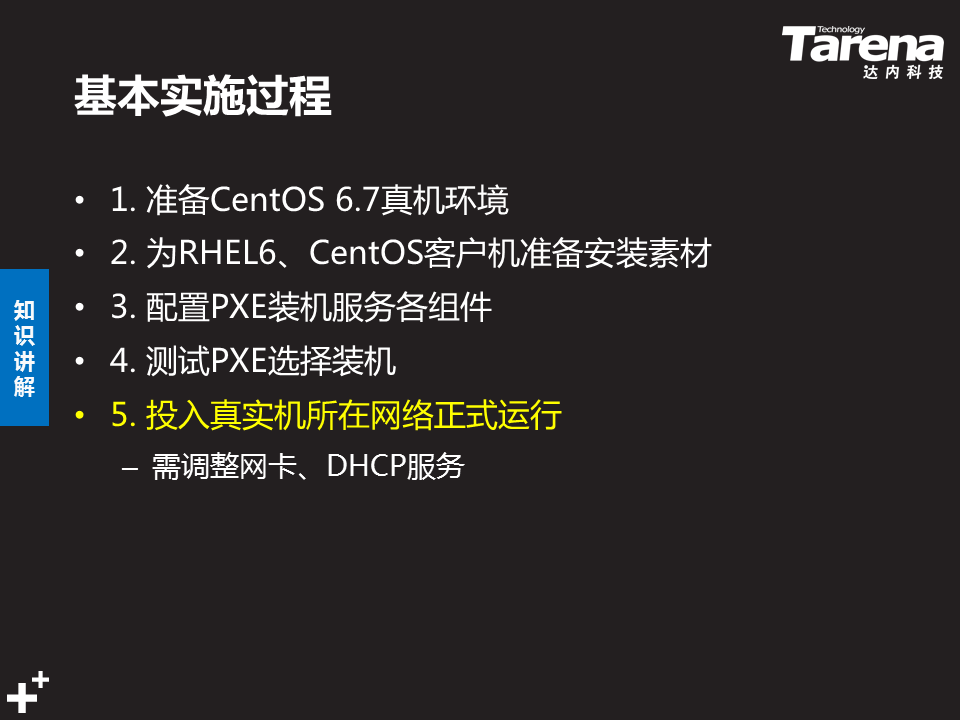 Technology
Tarena
达内科技
基本实施过程
• 1. 准备CentOS 6.7真机环境
• 2. 为RHEL6、CentOS客户机准备安装素材
• 3. 配置PXE装机服务各组件
• 4. 测试PXE选择装机
• 5. 投入真实机所在网络正式运行
– 需调整网卡、DHCP服务
知识讲解